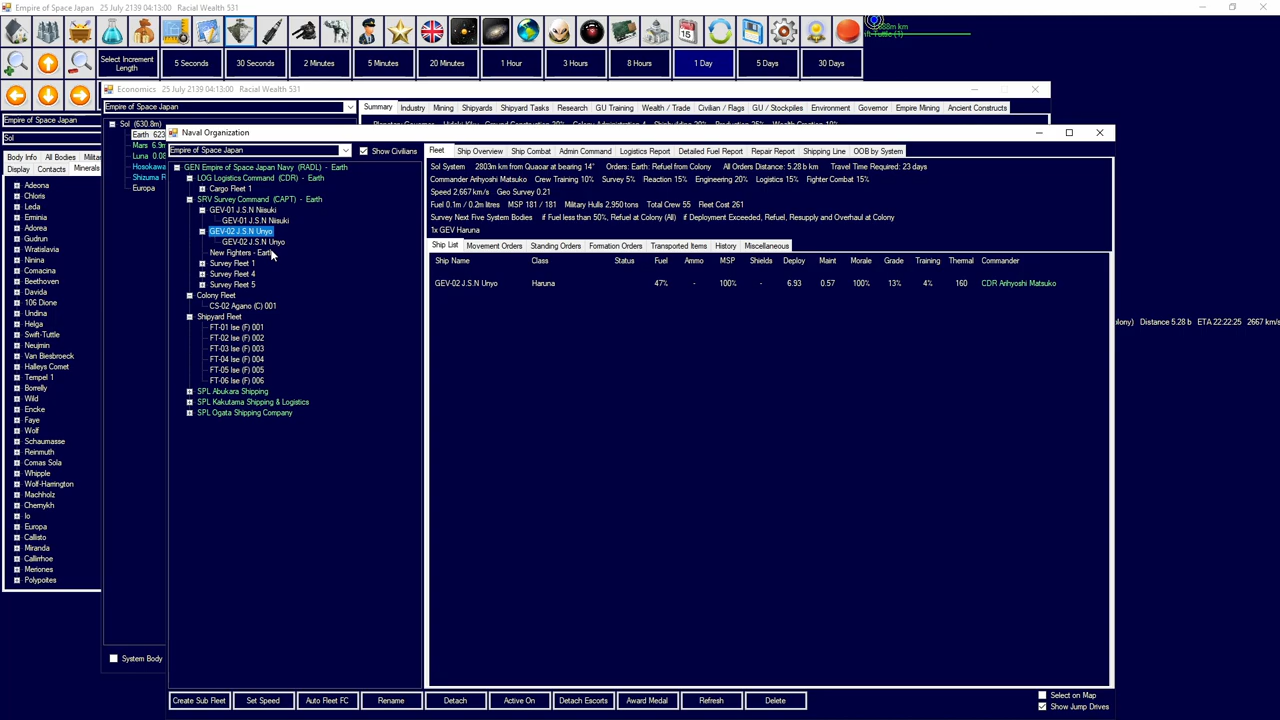 Empire of Space Japan 25 July 2139 04:13:00 Racial Wealth 531
Select Increment Length
5 Seconds
30 Seconds
2 Minutes
5 Minutes
20 Minutes
1 Hour
3 Hours
8 Hours
1 Day
5 Days
30 Days
Economics 25 July 2139 04:13:00 Racial Wealth 531
Empire of Space Japan
Summary
Industry
Mining
Shipyards
Shipyard Tasks
Research
GU Training
Wealth / Trade
Civilian / Flags
GU / Stockpiles
Environment
Governor
Empire Mining
Ancient Constructs
Empire of Space Japan
Sol
Body Info
All Bodies
Display
Contacts
Minerals
Adeona
Chloris
Leda
Erminia
Adorea
Gudrun
Wratislavia
Ninina
Comacina
Beethoven
Davida
106 Dione
Undina
Helga
Swift-Tuttle
Neujmin
Van Biesbroeck
Halleys Comet
Tempel 1
Borrelly
Wild
Encke
Faye
Wolf
Schaumasse
Reinmuth
Comas Sola
Whipple
Wolf-Harrington
Machholz
Chernykh
Io
Europa
Callisto
Miranda
Callirrhoe
Meriones
Polypoites
Sol (630.8m)
Earth 623
Mars 6.9m
Luna 0.08
Hosokawa
Shizuma R
Europa
System Body
Naval Organization
Empire of Space Japan
Show Civilians
GEN Empire of Space Japan Navy (RADL) - Earth
LOG Logistics Command (CDR) - Earth
Cargo Fleet 1
SRV Survey Command (CAPT) - Earth
GEV-01 J.S.N Niisuki
GEV-01 J.S.N Niisuki
GEV-02 J.S.N Unyo
GEV-02 J.S.N Unyo
New Fighters - Earth
Survey Fleet 1
Survey Fleet 4
Survey Fleet 5
Colony Fleet
CS-02 Agano (C) 001
Shipyard Fleet
FT-01 Ise (F) 001
FT-02 Ise (F) 002
FT-03 Ise (F) 003
FT-04 Ise (F) 004
FT-05 Ise (F) 005
FT-06 Ise (F) 006
SPL Abukara Shipping
SPL Kakutama Shipping & Logistics
SPL Ogata Shipping Company
Fleet
Ship Overview
Ship Combat
Admin Command
Logistics Report
Detailed Fuel Report
Repair Report
Shipping Line
OOB by System
Sol System 2803m km from Quaoar at bearing 14° Orders: Earth: Refuel from Colony All Orders Distance: 5.28 b km Travel Time Required: 23 days
Commander Arihyoshi Matsuko Crew Training 10% Survey 5% Reaction 15% Engineering 20% Logistics 15% Fighter Combat 15%
Speed 2,667 km/s Geo Survey 0.21
Fuel 0.1m / 0.2m litres MSP 181 / 181 Military Hulls 2,950 tons Total Crew 55 Fleet Cost 261
Survey Next Five System Bodies if Fuel less than 50%, Refuel at Colony (All) if Deployment Exceeded, Refuel, Resupply and Overhaul at Colony
1x GEV Haruna
Ship List
Movement Orders
Standing Orders
Formation Orders
Transported Items
History
Miscellaneous
Ship Name Class Status Fuel Ammo MSP Shields Deploy Maint Morale Grade Training Thermal Commander
GEV-02 J.S.N Unyo Haruna 47% - 100% - 6.93 0.57 100% 13% 4% 160 CDR Arihyoshi Matsuko
Create Sub Fleet
Set Speed
Auto Fleet FC
Rename
Detach
Active On
Detach Escorts
Award Medal
Refresh
Delete
Select on Map
Show Jump Drives
olony) Distance 5.28 b ETA 22:22:25 2667 km/s